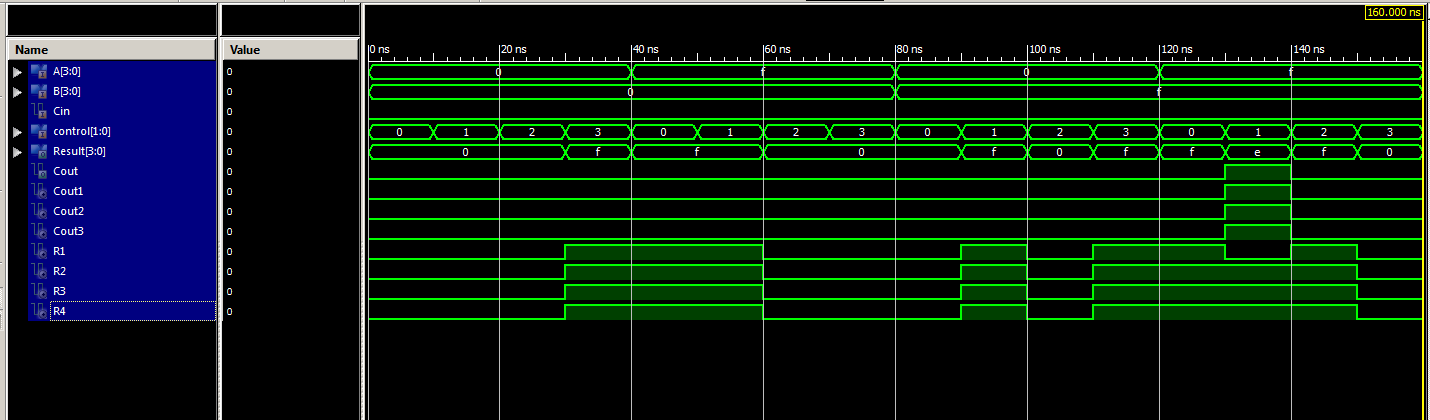 160.000 ns
Name Value
0 ns 20 ns 40 ns 60 ns 80 ns 100 ns 120 ns 140 ns
A[3:0] 0 0 f 0 f
B[3:0] 0 0 f
Cin 0
control[1:0] 0 0 1 2 3 0 1 2 3 0 1 2 3 0 1 2 3
Result[3:0] 0 0 f f 0 f 0 f f e f 0
Cout 0
Cout1 0
Cout2 0
Cout3 0
R1 0
R2 0
R3 0
R4 0